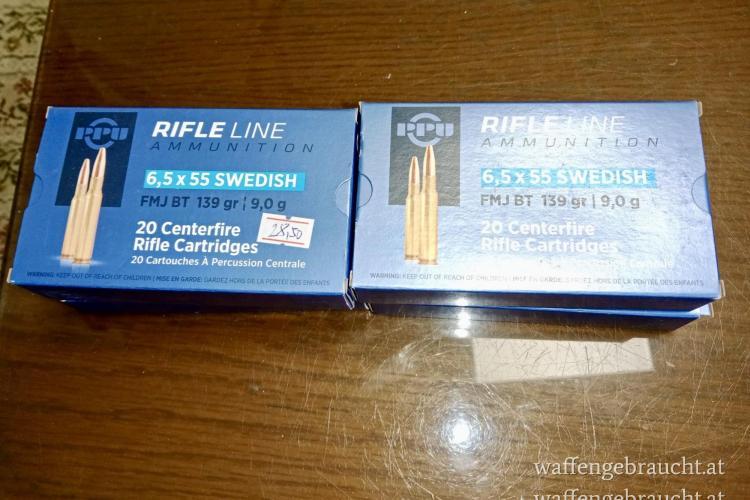 PPU
RIFLE LINE
AMMUNITION
6,5 x 55 SWEDISH
FMJ BT 139 gr | 9,0 g
20 Centerfire
Rifle Cartridges
20 Cartouches À Percussion Centrale
28,50
WARNING: KEEP OUT OF REACH OF CHILDREN | MISE EN GARDE: GARDEZ HORS DE LA PORTÉE DES ENFANTS
PPU
RIFLE LINE
AMMUNITION
6,5 x 55 SWEDISH
FMJ BT 139 gr | 9,0 g
20 Centerfire
Rifle Cartridges
Percussion
WARNING: KEEP OUT OF REACH OF CHILDREN | MISE EN GARDE: GARDEZ HORS DE LA PORTÉE DES ENFANTS
waffengebraucht.at
waffengebraucht.at